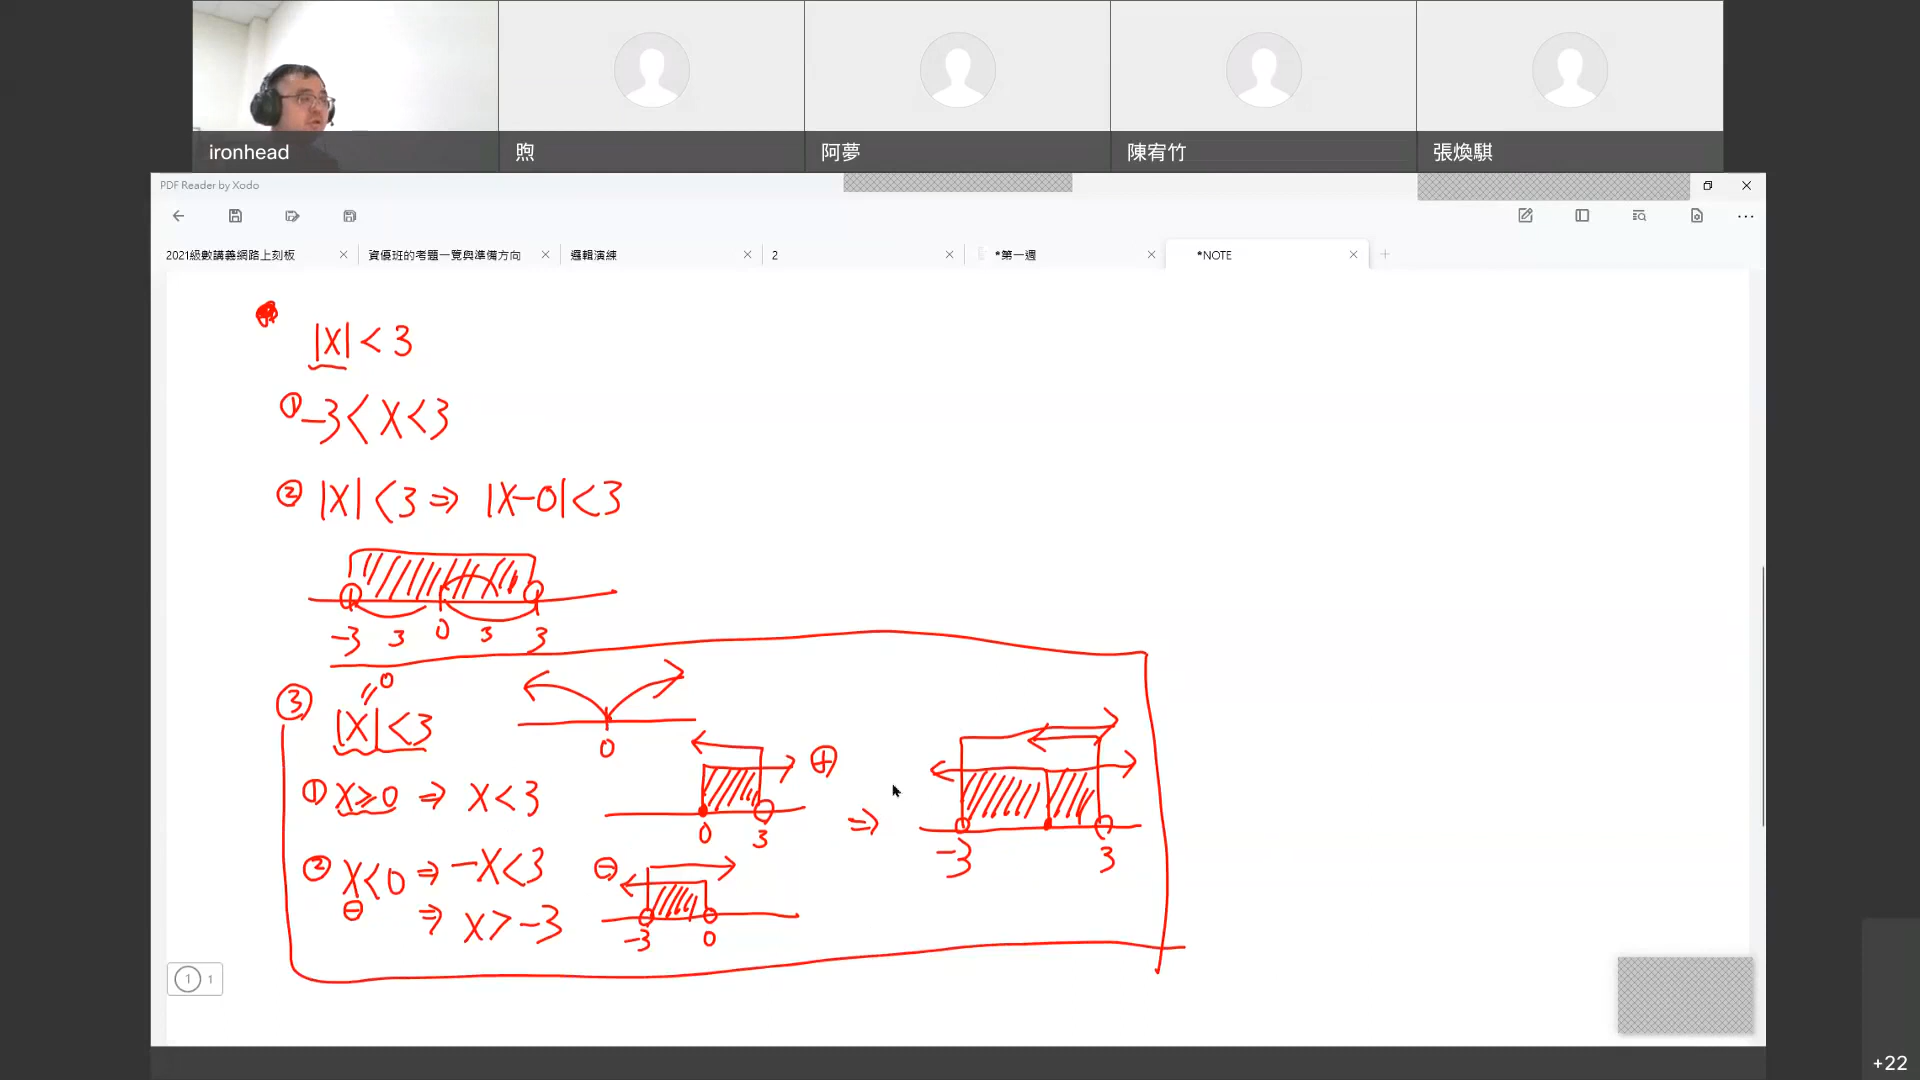 ironhead
煦
阿夢
陳宥竹
張煥騏
PDF Reader by Xodo
2021級數講義網路上刻板
資優班的考題一覽與準備方向
邏輯演練
2
*第一週
*NOTE
|X| < 3
① -3 < X < 3
② |X| < 3 ⇒ |X-0| < 3
-3 3 0 3 3
③ |X| < 3
0
0
① X ≥ 0 ⇒ X < 3
0 3 ⊕
⇒
-3 3
② X < 0 ⇒ -X < 3
⊖
⇒ X > -3
⊖
-3 0
1 1
+22